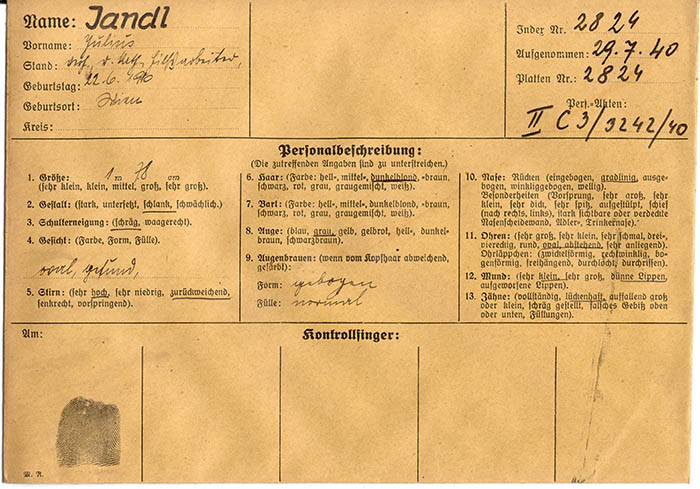 Name: Jandl
Vorname: Julius
Stand: verh., r. kath. Hilfsarbeiter,
Geburtstag: 22. 6.
Geburtsort: Wien
Kreis:
Index Nr. 2824
Aufgenommen: 29.7.40
Platten Nr.: 2824
Pers.-Akten:
II C3/3242/40
Personalbeschreibung:
(Die zutreffenden Angaben sind zu unterstreichen.)
1. Größe: 1 m 78 cm
(sehr klein, klein, mittel, groß, sehr groß).
2. Gestalt: (stark, untersetzt, schlank, schwächlich.)
3. Schulterneigung: (schräg, waagerecht.)
4. Gesicht: (Farbe, Form, Fülle).
oval, gesund,
5. Stirn: (sehr hoch, sehr niedrig, zurückweichend,
senkrecht, vorspringend).
6. Haar: (Farbe: hell-, mittel-, dunkelblond, -braun,
schwarz, rot, grau, graugemischt, weiß).
7. Bart: (Farbe: hell-, mittel-, dunkelblond, -braun,
schwarz, rot, grau, graugemischt, weiß).
8. Auge: (blau, grau, gelb, gelbrot, hell-, dunkel-
braun, schwarzbraun).
9. Augenbrauen: (wenn vom Kopfhaar abweichend,
gefärbt):
Form: gebogen
Fülle: normal
10. Nase: Rücken (eingebogen, gradlinig, ausge-
bogen, winkliggebogen, wellig).
Besonderheiten (Vorsprung, sehr groß, sehr
klein, sehr dick, sehr spitz, aufgestülpt, schief
(nach rechts, links), stark sichtbare oder verdeckte
Nasenscheidewand, Adler-, Trinkernase).
11. Ohren: (sehr groß, sehr klein, sehr schmal, drei-,
viereckig, rund, oval, abstehend, sehr anliegend).
Ohrläppchen: (zwickelförmig, rechtwinklig, bo-
genförmig, freihängend, durchlocht, durchrissen).
12. Mund: (sehr klein, sehr groß, dünne Lippen,
aufgeworfene Lippen).
13. Zähne: (vollständig, lückenhaft, auffallend groß
oder klein, schräg gestellt, falsches Gebiß oben
oder unten, Füllungen).
Am:
Kontrollfinger:
M. R.